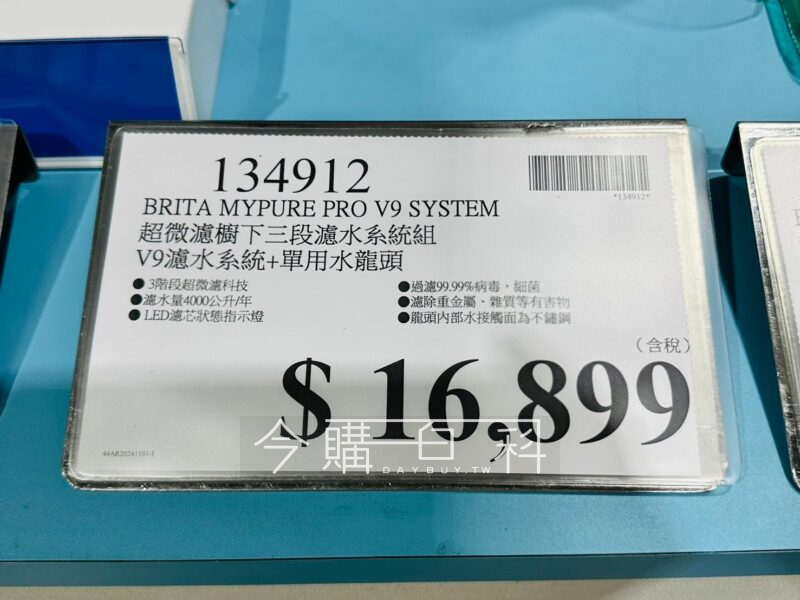 134912
*134912*
BRITA MYPURE PRO V9 SYSTEM
超微濾櫥下三段濾水系統組
V9濾水系統+單用水龍頭
● 3階段超微濾科技
●濾水量4000公升/年
● LED濾芯狀態指示燈
●過濾99.99%病毒，細菌
●濾除重金屬、雜質等有害物
●龍頭內部水接觸面為不鏽鋼
（含稅）
$ 16,899
44AR20241101-1
今購百科
DAYBUY.TW